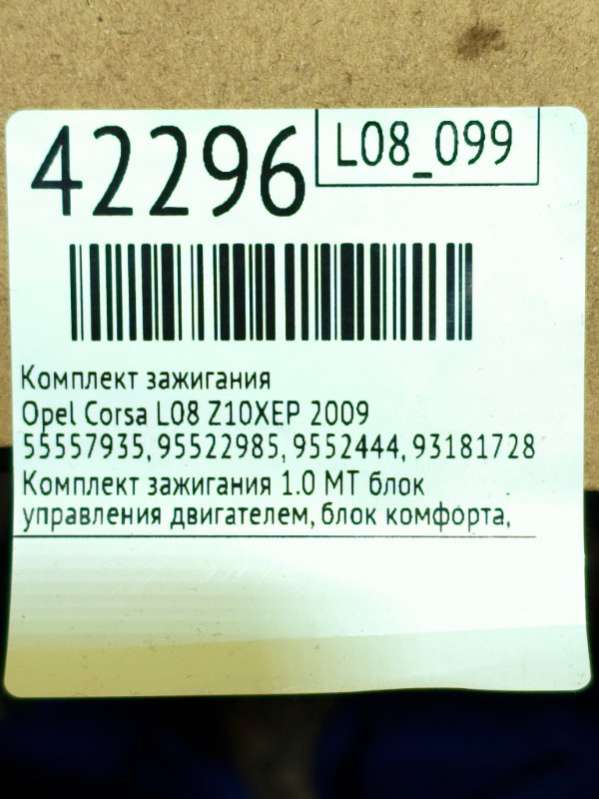 42296
L08_099
Комплект зажигания
Opel Corsa L08 Z10XEP 2009
55557935, 95522985, 9552444, 93181728
Комплект зажигания 1.0 МТ блок
управления двигателем, блок комфорта,